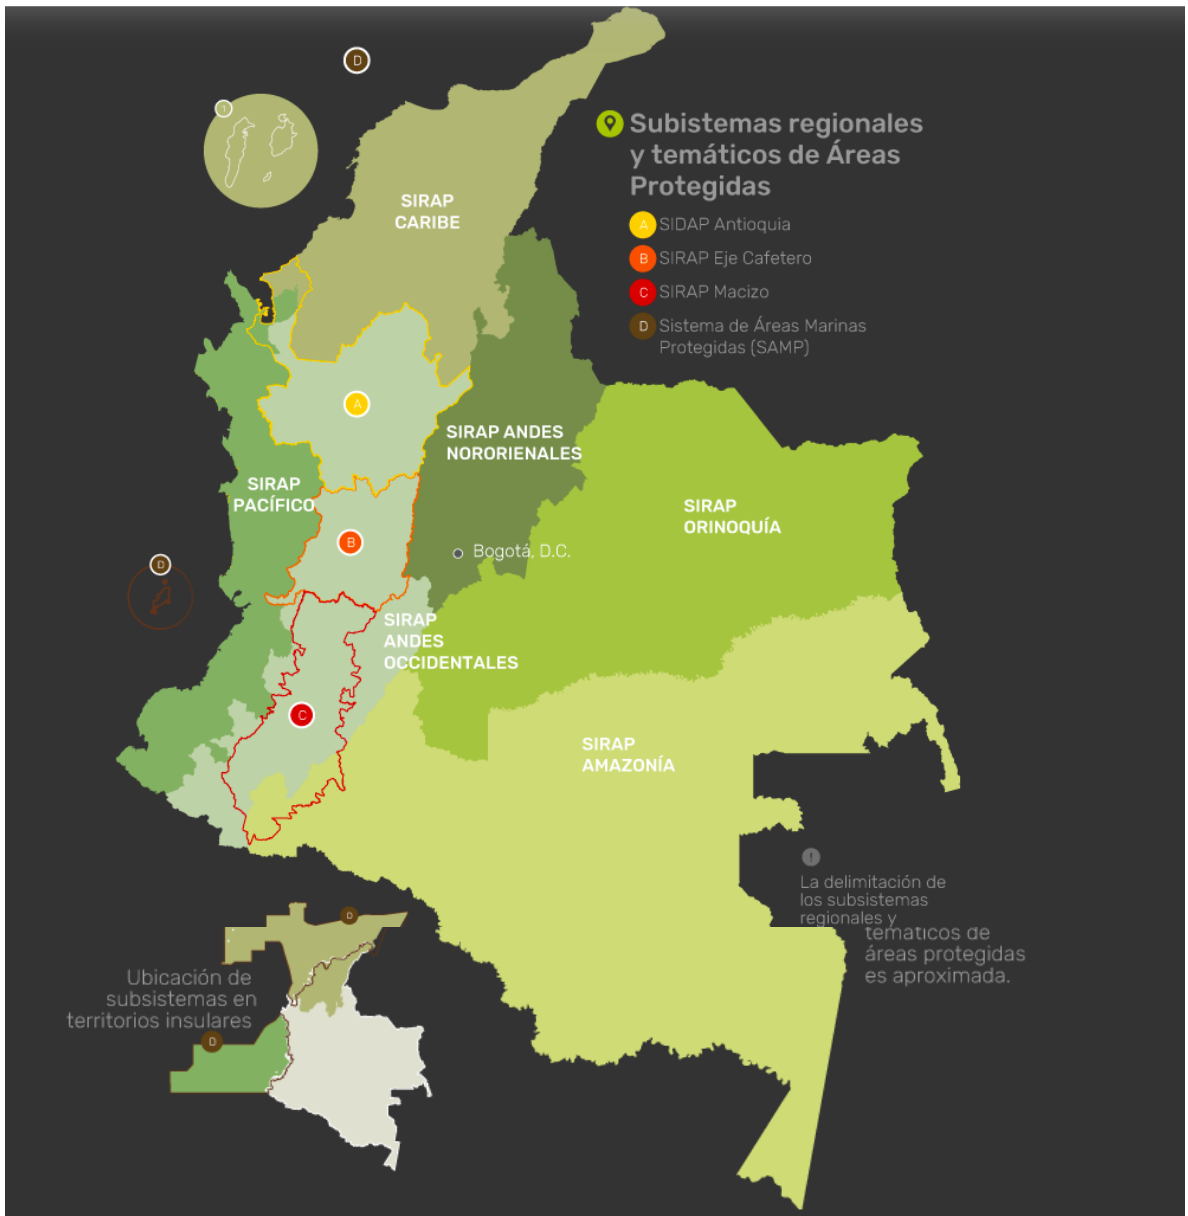 D
1
Subistemas regionales
y temáticos de Áreas
Protegidas
A SIDAP Antioquia
B SIRAP Eje Cafetero
C SIRAP Macizo
D Sistema de Áreas Marinas
Protegidas (SAMP)
SIRAP
CARIBE
A
SIRAP ANDES
NORORIENALES
SIRAP
PACÍFICO
SIRAP
ORINOQUÍA
B
Bogotá, D.C.
D
SIRAP
ANDES
OCCIDENTALES
C
SIRAP
AMAZONÍA
!
La delimitación de
los subsistemas
regionales y
temáticos de
áreas protegidas
es aproximada.
D
Ubicación de
subsistemas en
territorios insulares
D